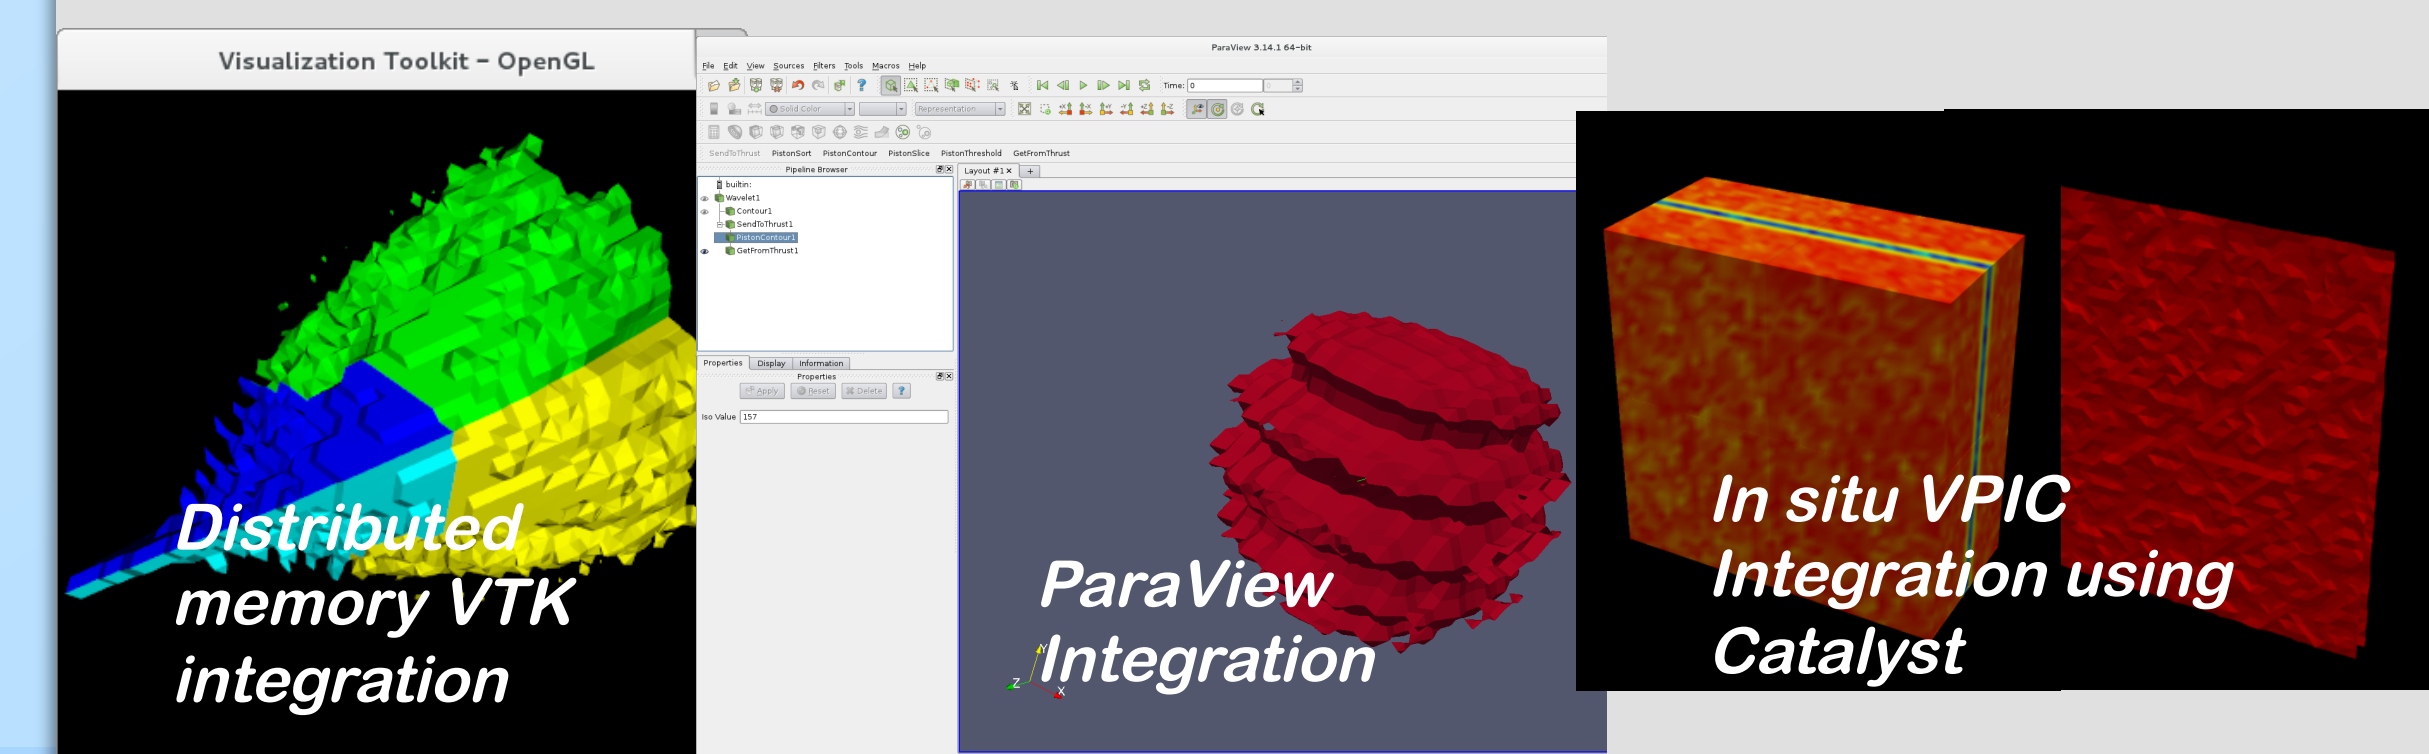 Visualization Toolkit - OpenGL
Distributed
memory VTK
integration
ParaView 3.14.1 64-bit
File Edit View Sources Filters Tools Macros Help
Time: 0 0
Solid Color Representation
SendToThrust PistonSort PistonContour PistonSlice PistonThreshold GetFromThrust
Pipeline Browser
builtin:
Wavelet1
Contour1
SendToThrust1
PistonContour1
GetFromThrust1
Properties Display Information
Properties
Apply Reset Delete ?
Iso Value 157
Layout #1 × +
ParaView
Integration
Y
Z
X
In situ VPIC
Integration using
Catalyst